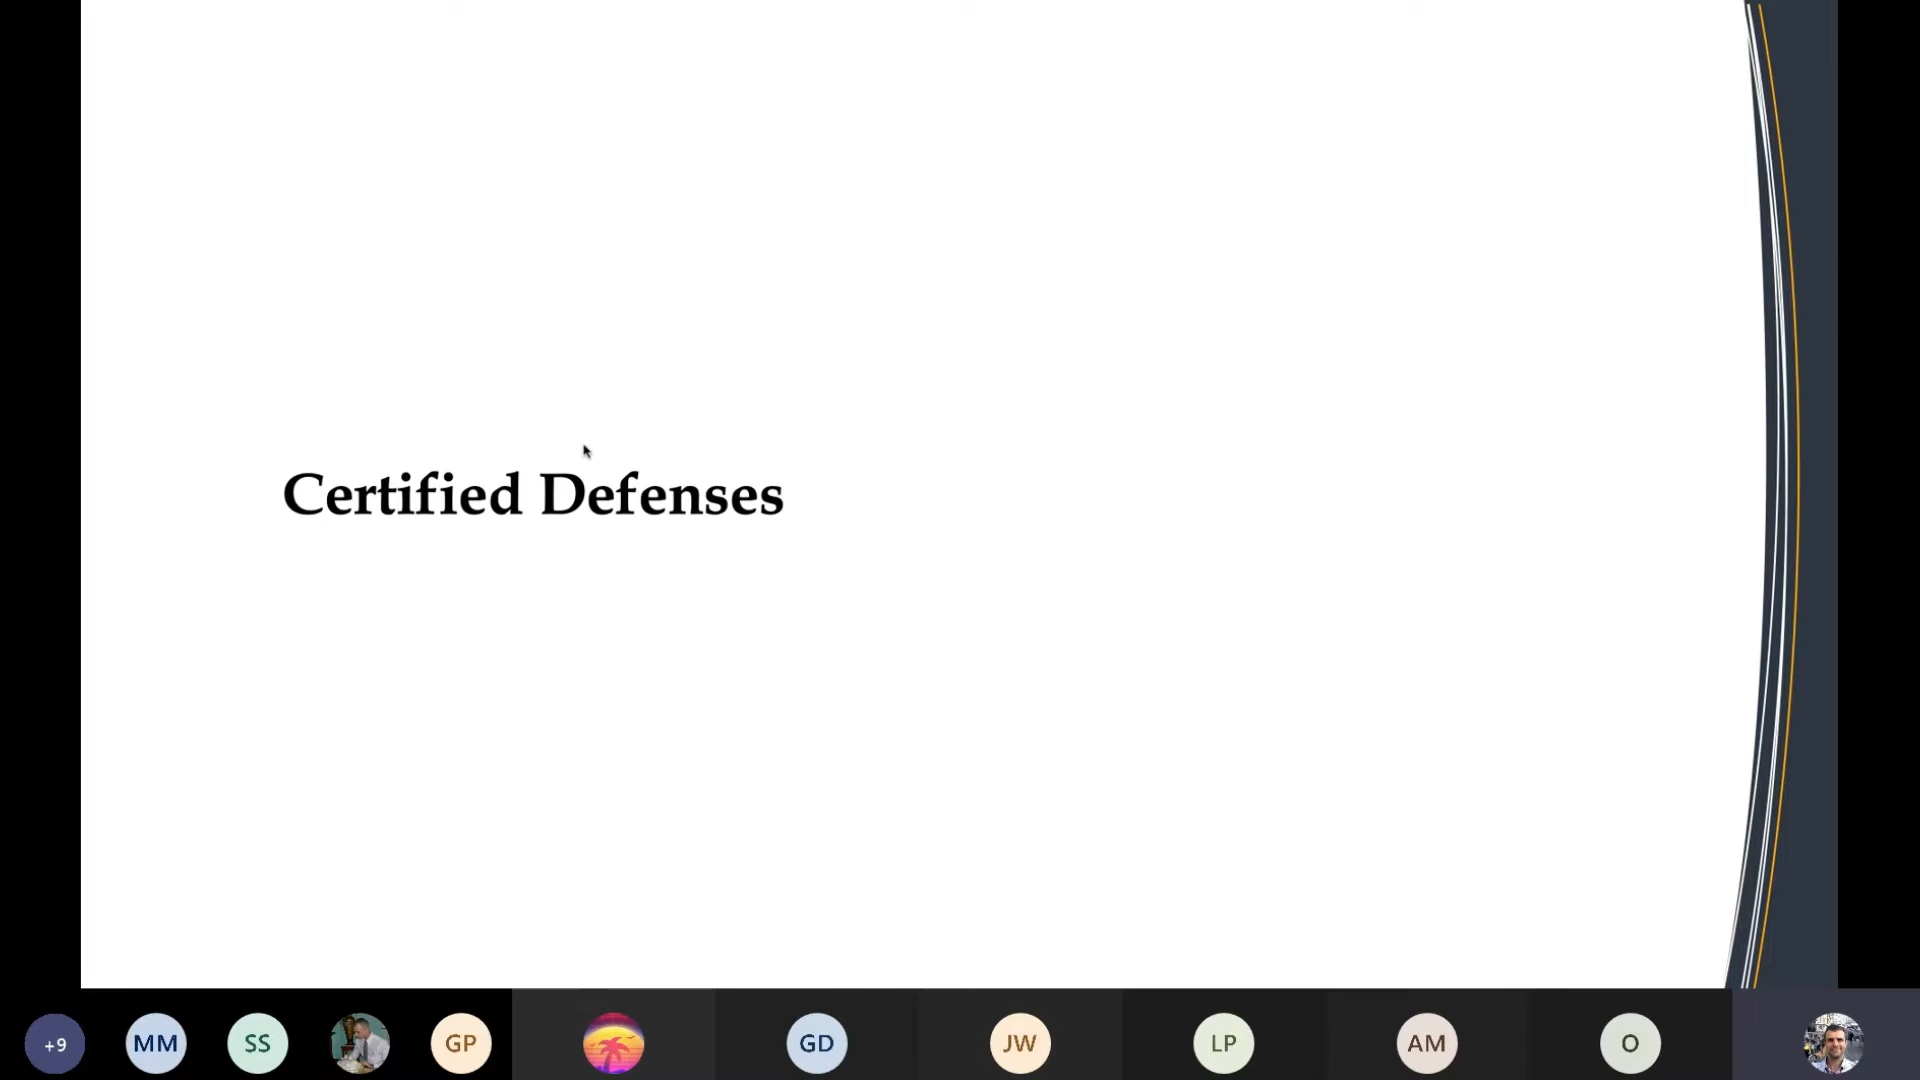 Certified Defenses
+9
MM
SS
GP
GD
JW
LP
AM
O